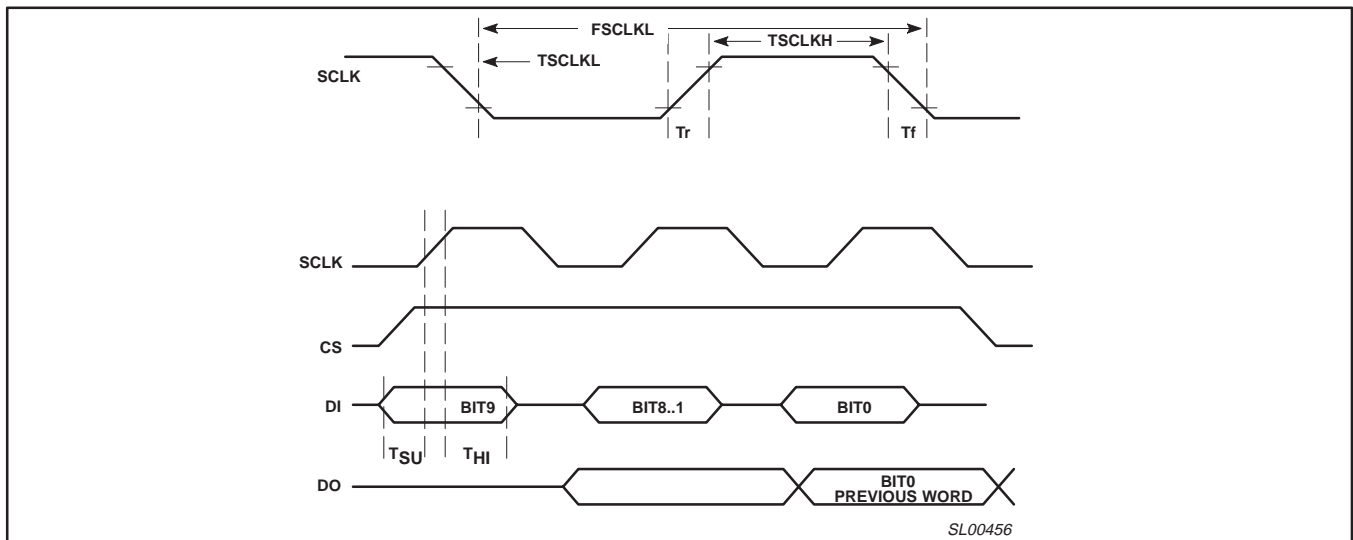 FSCLKL
TSCLKH
TSCLKL
SCLK
Tr
Tf
SCLK
CS
DI
BIT9
BIT8..1
BIT0
TSU
THI
DO
BIT0
PREVIOUS WORD
SL00456